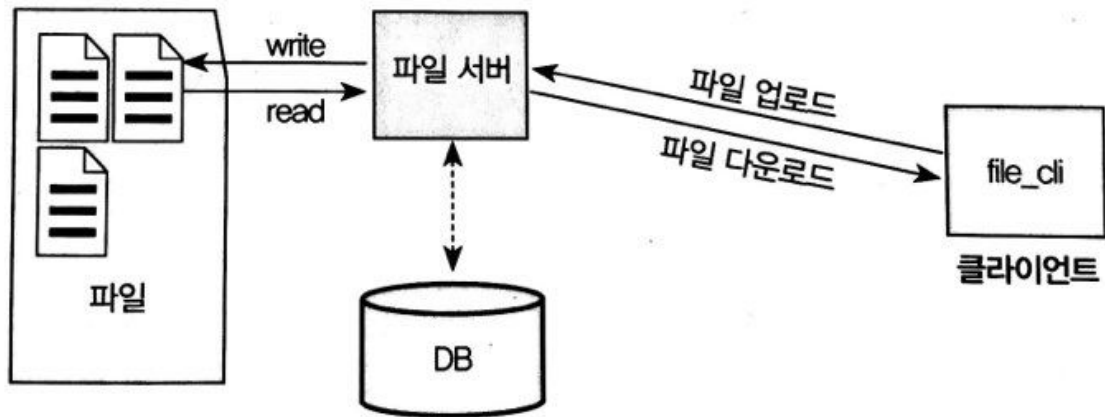 write
read
파일
파일 서버
DB
파일 업로드
파일 다운로드
file_cli
클라이언트